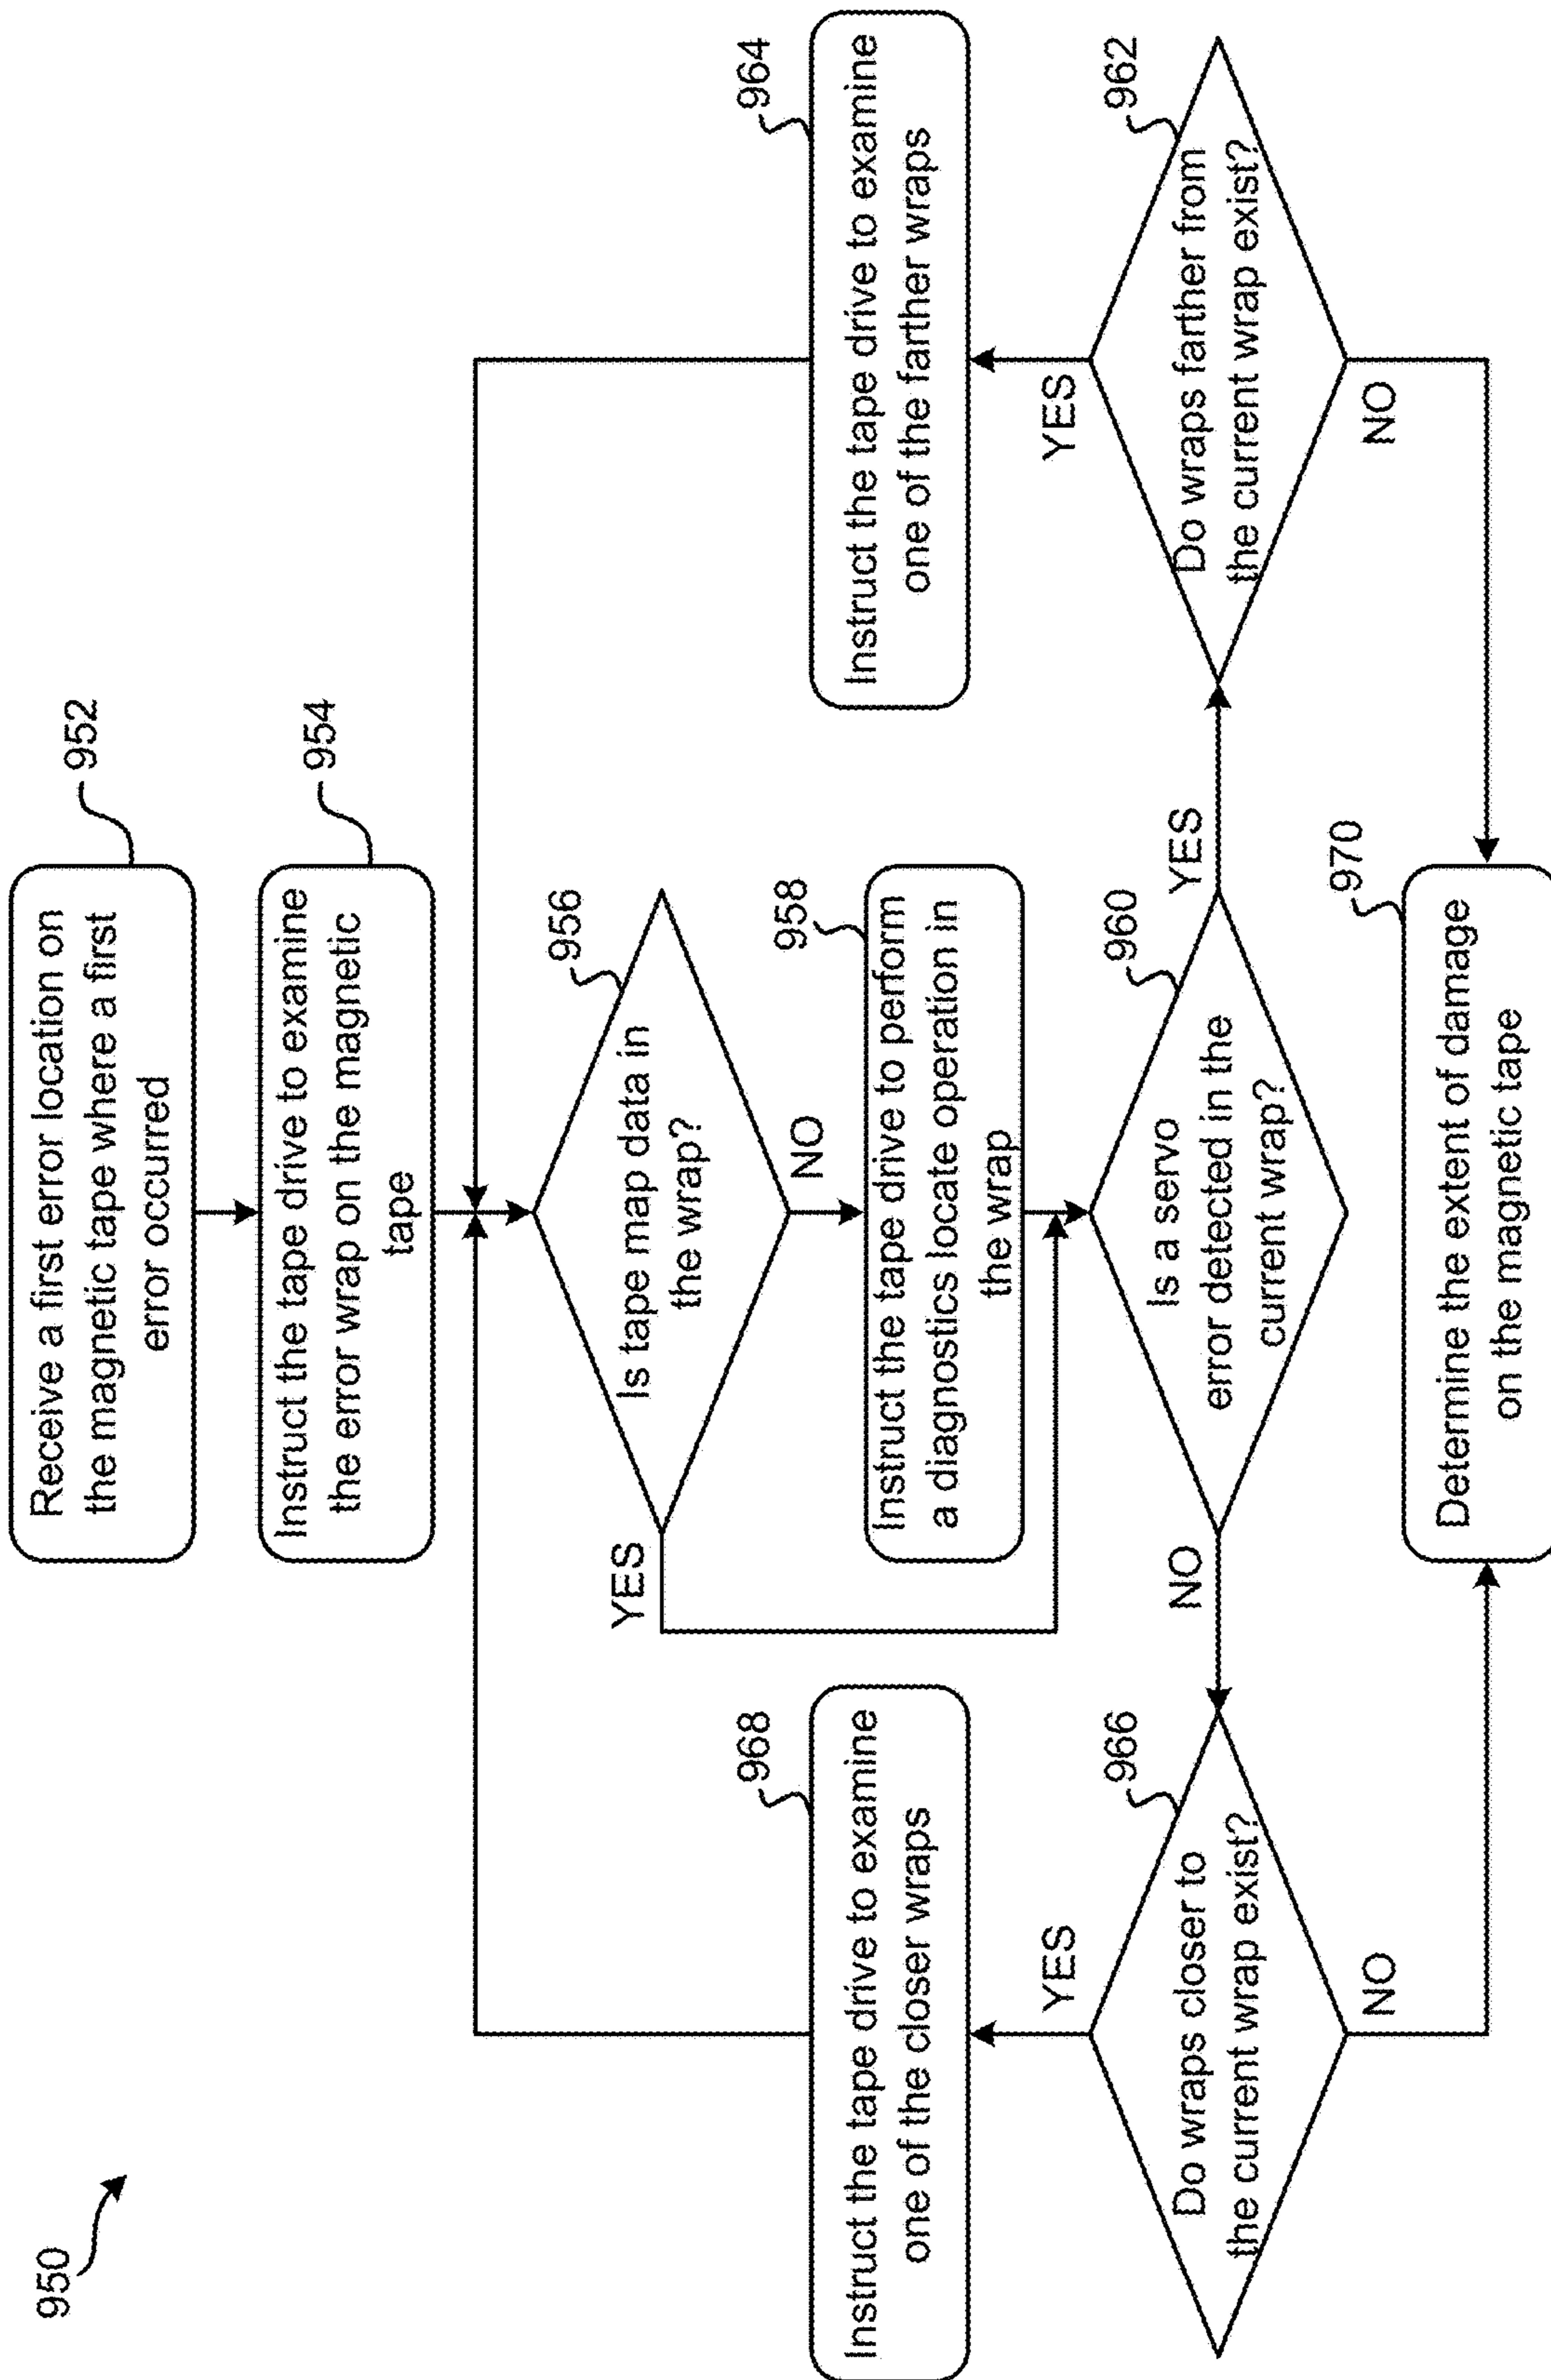 950
Receive a first error location on
the magnetic tape where a first
error occurred
952
Instruct the tape drive to examine
the error wrap on the magnetic
tape
954
Is tape map data in
the wrap?
956
YES
NO
Instruct the tape drive to perform
a diagnostics locate operation in
the wrap
958
Is a servo
error detected in the
current wrap?
960
NO
YES
Do wraps farther from
the current wrap exist?
962
YES
NO
Instruct the tape drive to examine
one of the farther wraps
964
Do wraps closer to
the current wrap exist?
966
YES
NO
Instruct the tape drive to examine
one of the closer wraps
968
Determine the extent of damage
on the magnetic tape
970